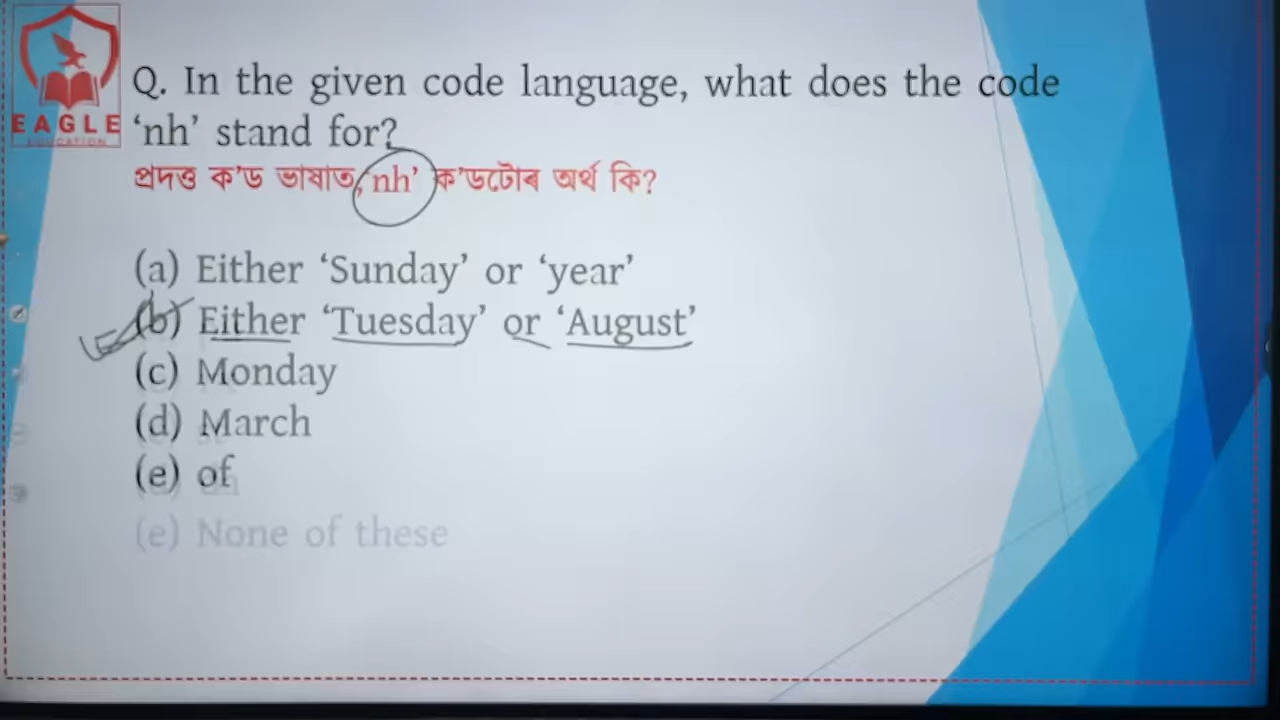 EAGLE
EDUCATION
Q. In the given code language, what does the code
‘nh’ stand for?
প্ৰদত্ত ক’ড ভাষাত, ‘nh’ ক’ডটোৰ অৰ্থ কি?
(a) Either ‘Sunday’ or ‘year’
(b) Either ‘Tuesday’ or ‘August’
(c) Monday
(d) March
(e) of
(e) None of these